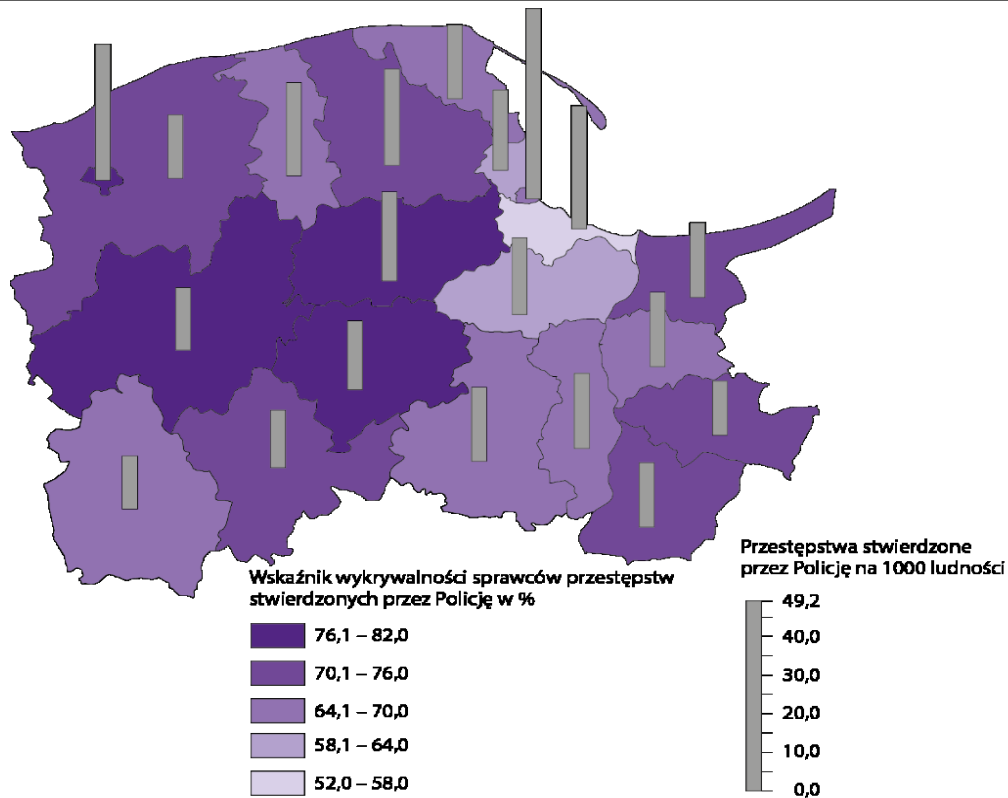 Wskaźnik wykrywalności sprawców przestępstw
stwierdzonych przez Policję w %
76,1 – 82,0
70,1 – 76,0
64,1 – 70,0
58,1 – 64,0
52,0 – 58,0
Przestępstwa stwierdzone
przez Policję na 1000 ludności
49,2
40,0
30,0
20,0
10,0
0,0